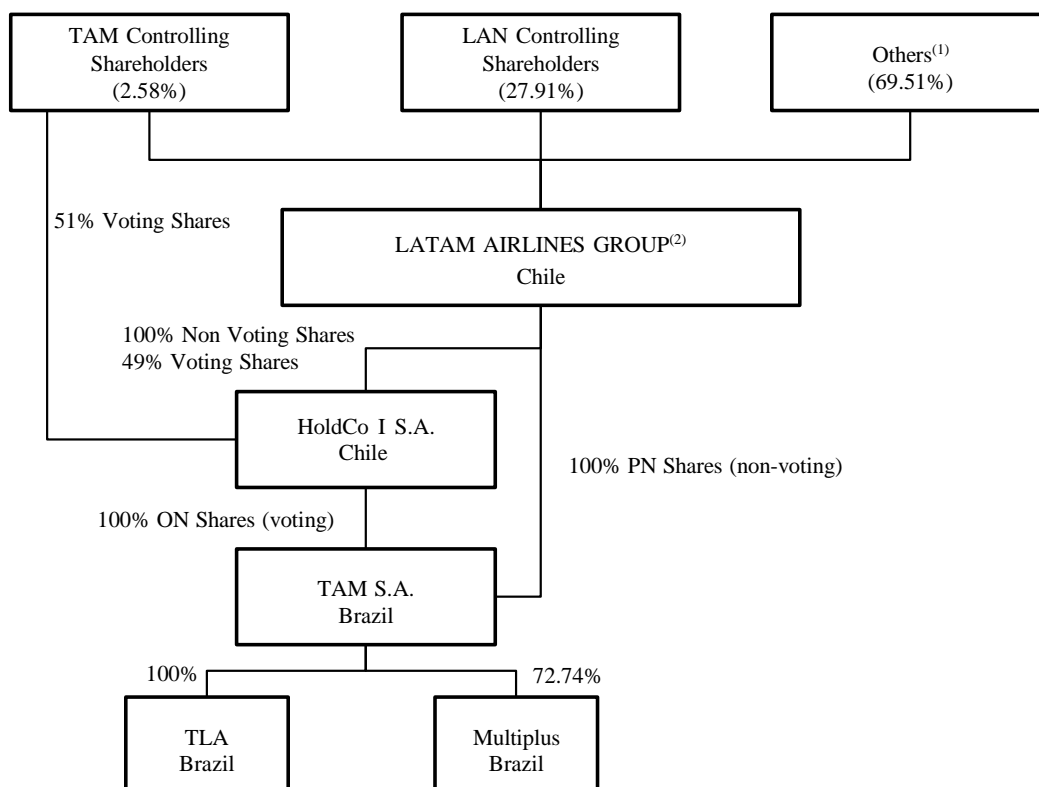 TAM Controlling
Shareholders
(2.58%)
LAN Controlling
Shareholders
(27.91%)
Others(1)
(69.51%)
51% Voting Shares
LATAM AIRLINES GROUP(2)
Chile
100% Non Voting Shares
49% Voting Shares
HoldCo I S.A.
Chile
100% PN Shares (non-voting)
100% ON Shares (voting)
TAM S.A.
Brazil
100%
72.74%
TLA
Brazil
Multiplus
Brazil